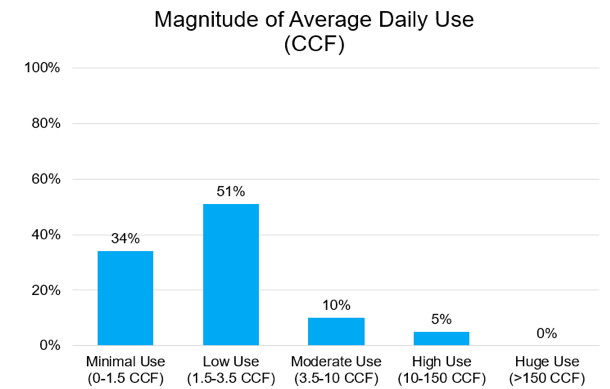 Magnitude of Average Daily Use
(CCF)
100%
80%
60%
40%
20%
0%
34%
51%
10%
5%
0%
Minimal Use
(0-1.5 CCF)
Low Use
(1.5-3.5 CCF)
Moderate Use
(3.5-10 CCF)
High Use
(10-150 CCF)
Huge Use
(>150 CCF)